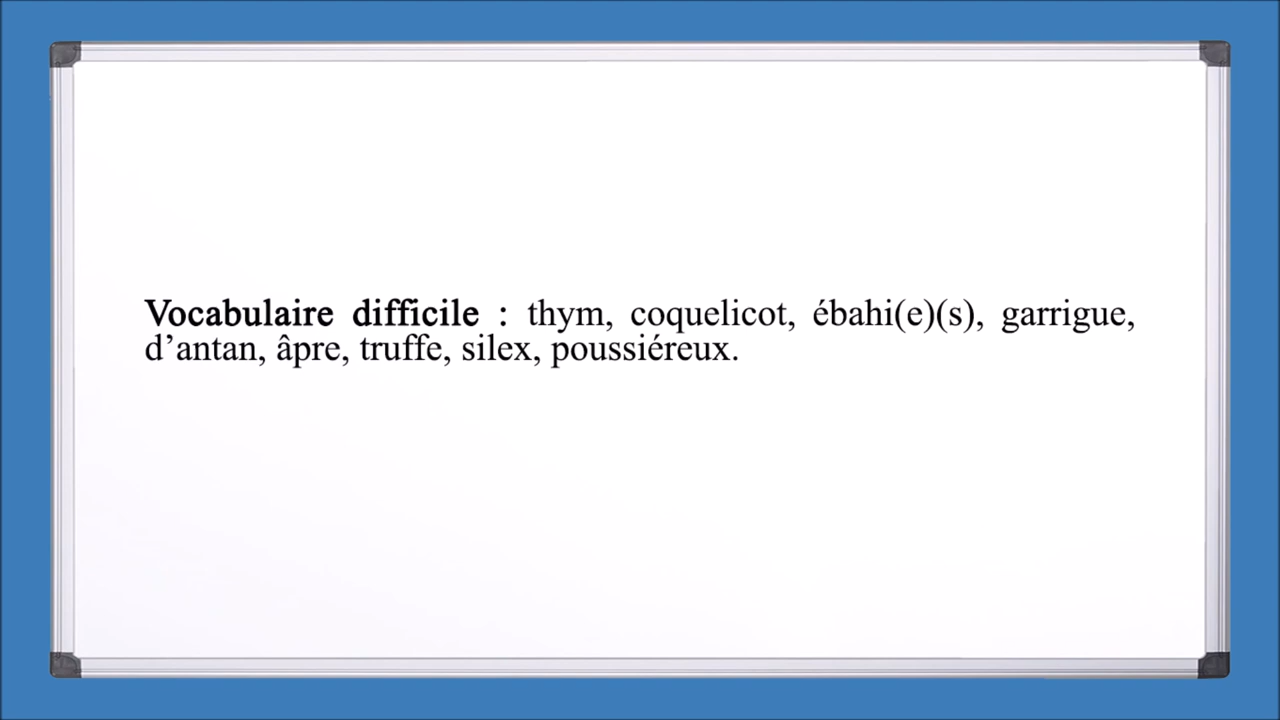 Vocabulaire difficile : thym, coquelicot, ébahi(e)(s), garrigue,
d’antan, âpre, truffe, silex, poussiéreux.